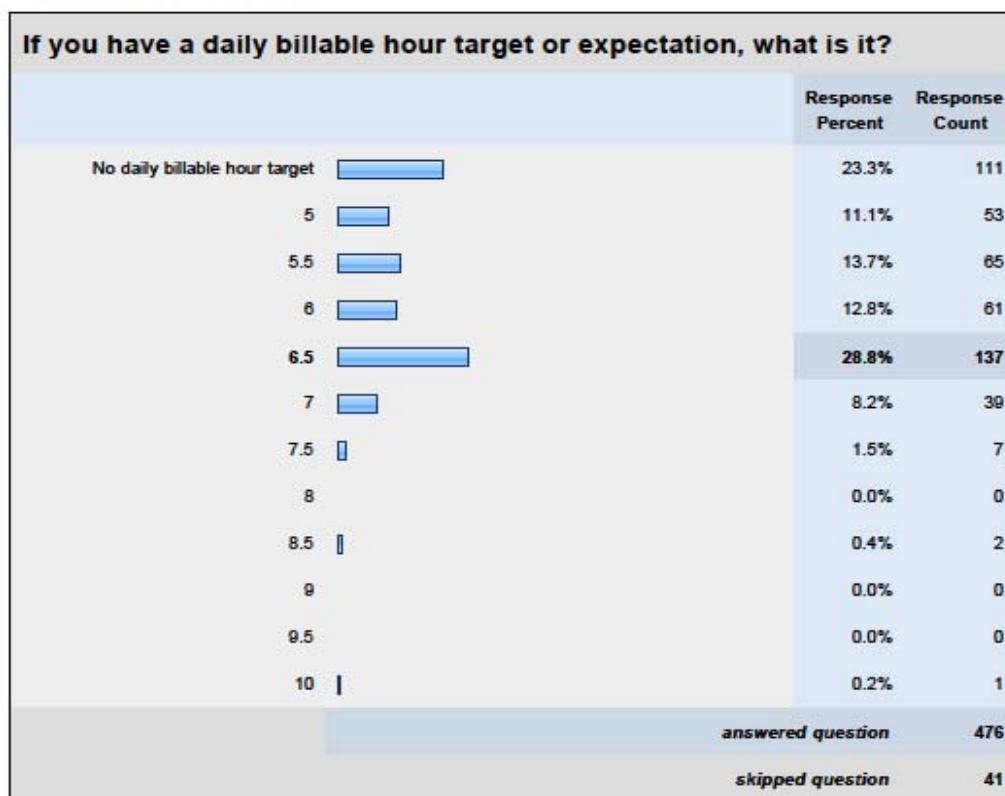 If you have a daily billable hour target or expectation, what is it?
Response Percent Response Count
No daily billable hour target 23.3% 111
5 11.1% 53
5.5 13.7% 65
6 12.8% 61
6.5 28.8% 137
7 8.2% 39
7.5 1.5% 7
8 0.0% 0
8.5 0.4% 2
9 0.0% 0
9.5 0.0% 0
10 0.2% 1
answered question 476
skipped question 41